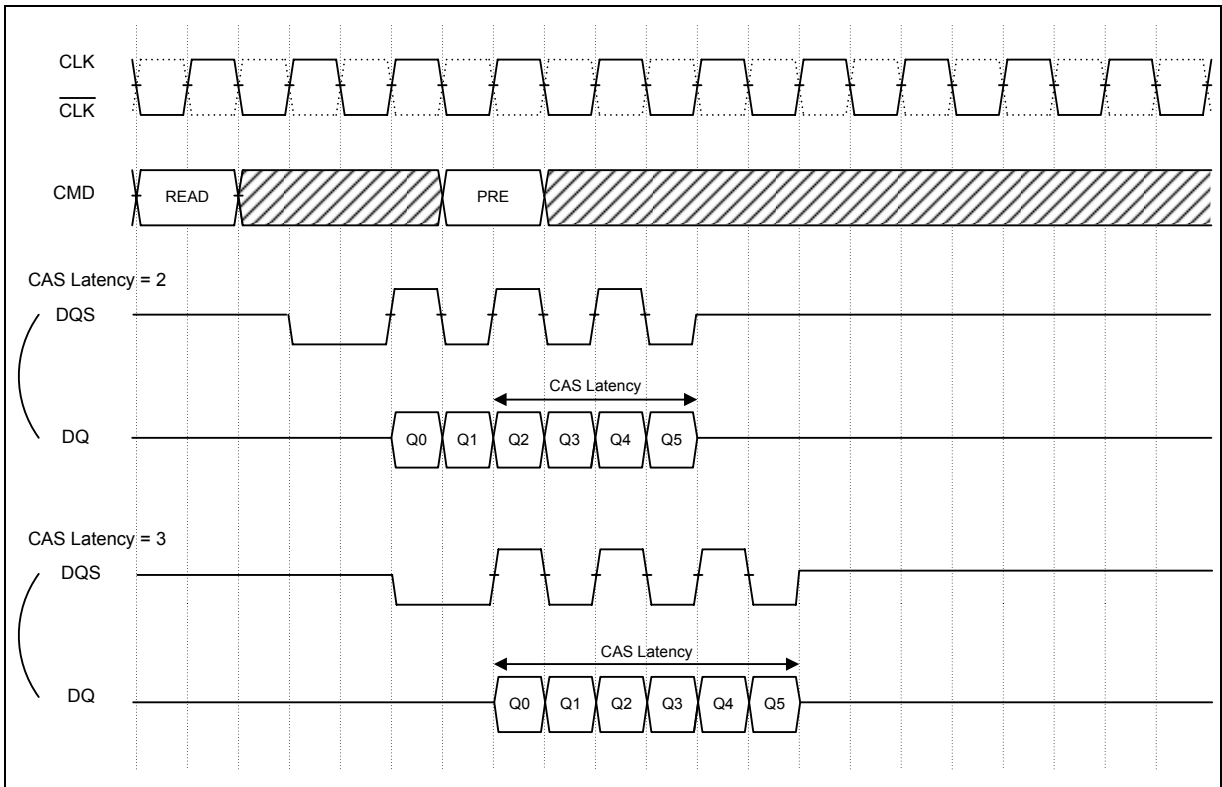 CLK
CLK
CMD READ PRE
CAS Latency = 2
DQS
CAS Latency
DQ Q0 Q1 Q2 Q3 Q4 Q5
CAS Latency = 3
DQS
CAS Latency
DQ Q0 Q1 Q2 Q3 Q4 Q5